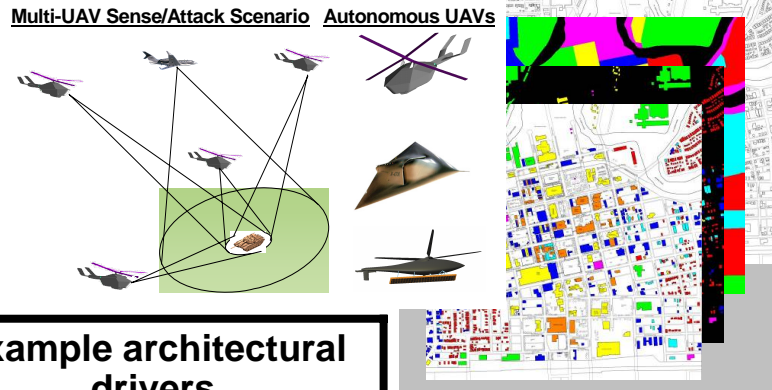 Multi-UAV Sense/Attack Scenario Autonomous UAVs
xample architectural
drivers